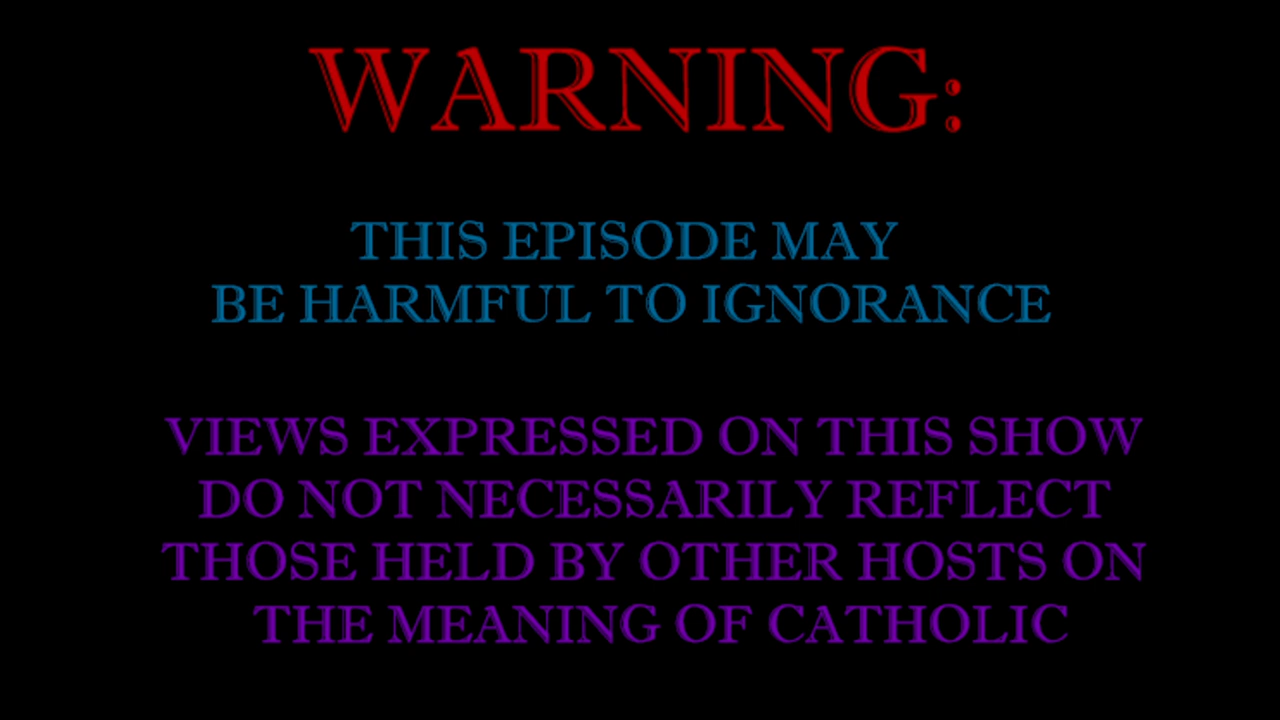 WARNING:
THIS EPISODE MAY
BE HARMFUL TO IGNORANCE
VIEWS EXPRESSED ON THIS SHOW
DO NOT NECESSARILY REFLECT
THOSE HELD BY OTHER HOSTS ON
THE MEANING OF CATHOLIC